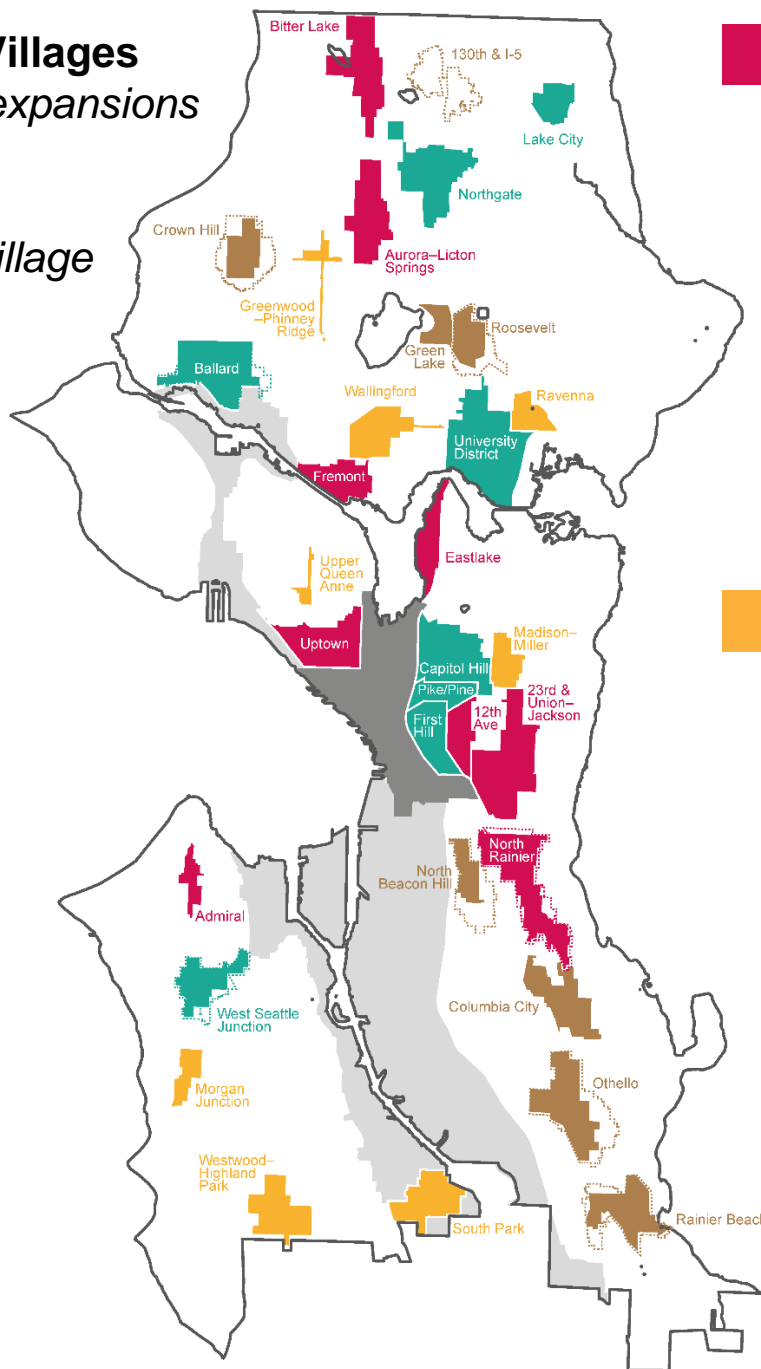 Villages
expansions
village
Bitter Lake
130th & I-5
Lake City
Northgate
Crown Hill
Aurora–Licton
Springs
Greenwood
–Phinney
Ridge
Roosevelt
Green
Lake
Ballard
Wallingford
Ravenna
University
District
Fremont
Eastlake
Upper
Queen
Anne
Uptown
Capitol Hill
Madison–
Miller
Pike/Pine
23rd &
Union–
Jackson
12th
Ave
First
Hill
North
Rainier
North
Beacon Hill
Admiral
Columbia City
West Seattle
Junction
Othello
Morgan
Junction
Westwood–
Highland
Park
South Park
Rainier Beach